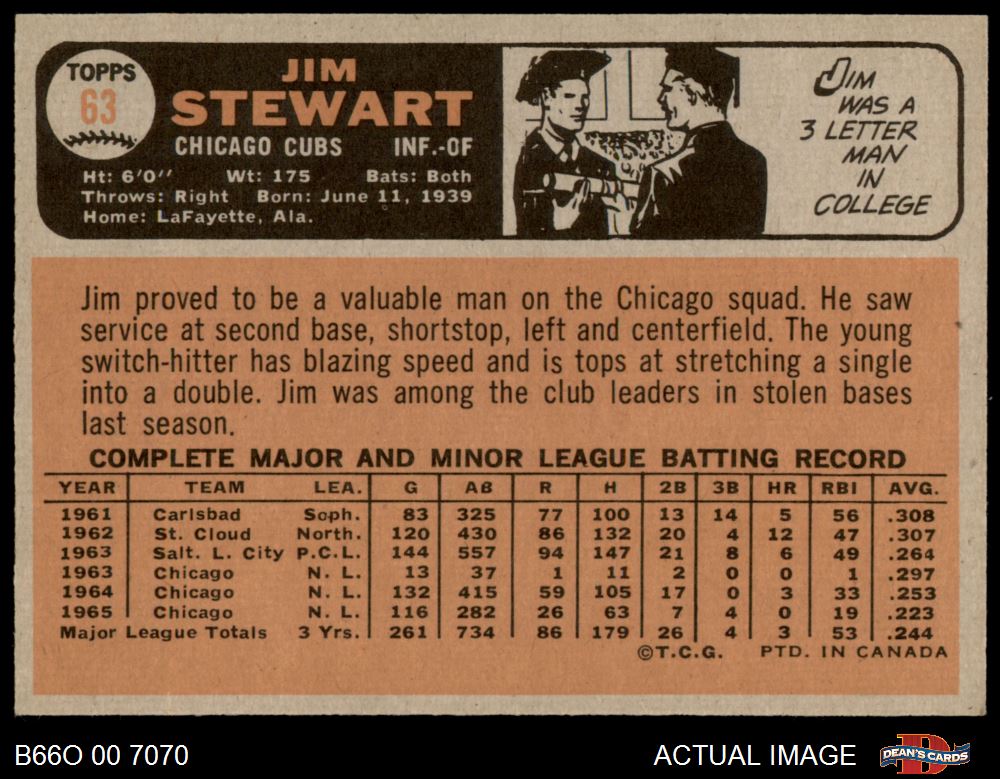 TOPPS
63
JIM
STEWART
CHICAGO CUBS INF.-OF
Ht: 6'0" Wt: 175 Bats: Both
Throws: Right Born: June 11, 1939
Home: LaFayette, Ala.
JIM
WAS A
3 LETTER
MAN
IN
COLLEGE
Jim proved to be a valuable man on the Chicago squad. He saw
service at second base, shortstop, left and centerfield. The young
switch-hitter has blazing speed and is tops at stretching a single
into a double. Jim was among the club leaders in stolen bases
last season.
COMPLETE MAJOR AND MINOR LEAGUE BATTING RECORD
YEAR TEAM LEA. G AB R H 2B 3B HR RBI AVG.
1961 Carlsbad Soph. 83 325 77 100 13 14 5 56 .308
1962 St. Cloud North. 120 430 86 132 20 4 12 47 .307
1963 Salt. L. City P.C.L. 144 557 94 147 21 8 6 49 .264
1963 Chicago N. L. 13 37 1 11 2 0 0 1 .297
1964 Chicago N. L. 132 415 59 105 17 0 3 33 .253
1965 Chicago N. L. 116 282 26 63 7 4 0 19 .223
Major League Totals 3 Yrs. 261 734 86 179 26 4 3 53 .244
©T.C.G. PTD. IN CANADA
B66O 00 7070 ACTUAL IMAGE DEAN'S CARDS